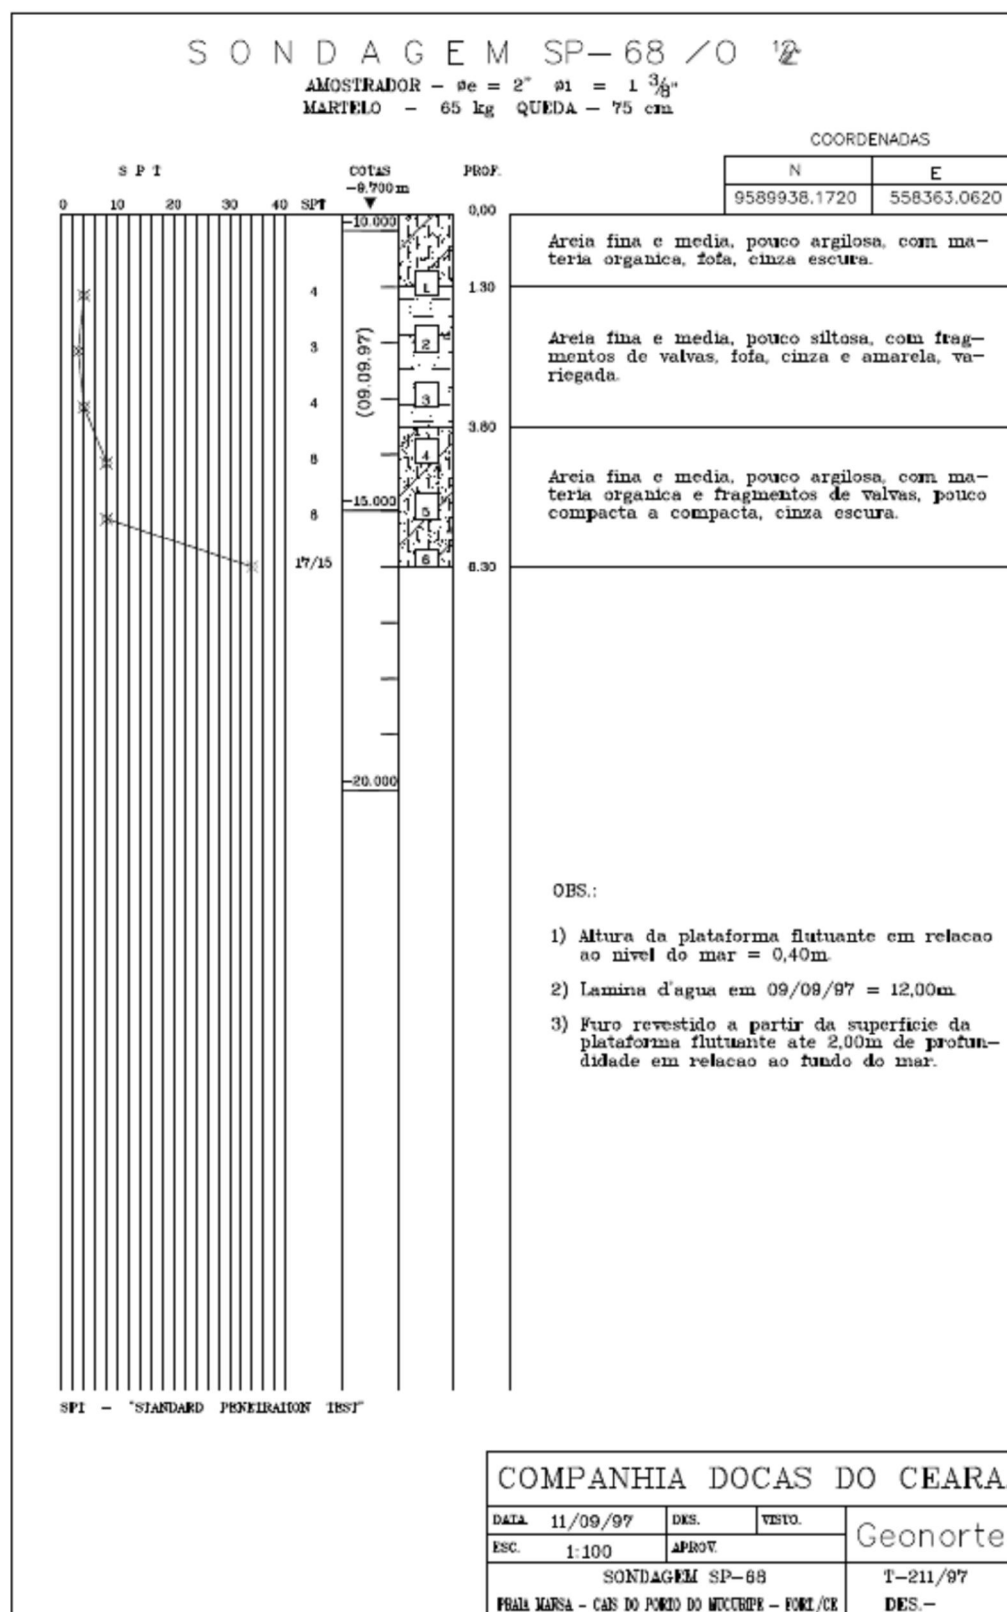 SONDAGEM SP-68 /0
AMOSTRADOR - øe = 2" øi = 1 3/8"
MARTELO - 65 kg QUEDA - 75 cm
COORDENADAS
N E
9589938.1720 558363.0620
SPT
COTAS
-9.700 m
PROF.
0 10 20 30 40 SPT
0,00
-10.000
Areia fina e media, pouco argilosa, com ma-
teria organica, fofa, cinza escura.
1
1.30
4
(09.09.97)
2
3
Areia fina e media, pouco siltosa, com frag-
mentos de valvas, fofa, cinza e amarela, va-
riegada.
3
4
3.80
4
8
Areia fina e media, pouco argilosa, com ma-
teria organica e fragmentos de valvas, pouco
compacta a compacta, cinza escura.
-15.000
5
8
6
17/15
6.30
-20.000
OBS.:
1) Altura da plataforma flutuante em relacao
ao nivel do mar = 0,40m
2) Lamina d'agua em 09/09/97 = 12,00m
3) Furo revestido a partir da superficie da
plataforma flutuante ate 2,00m de profun-
didade em relacao ao fundo do mar.
SPT - "STANDARD PENETRATION TEST"
COMPANHIA DOCAS DO CEARA
DATA 11/09/97 DES. VISTO.
Geonorte
ESC. 1:100 APROV.
SONDAGEM SP-68
T-211/97
PRAIA MANSA - CAIS DO PORTO DO MUCURIPE - FORT./CE
DES.-